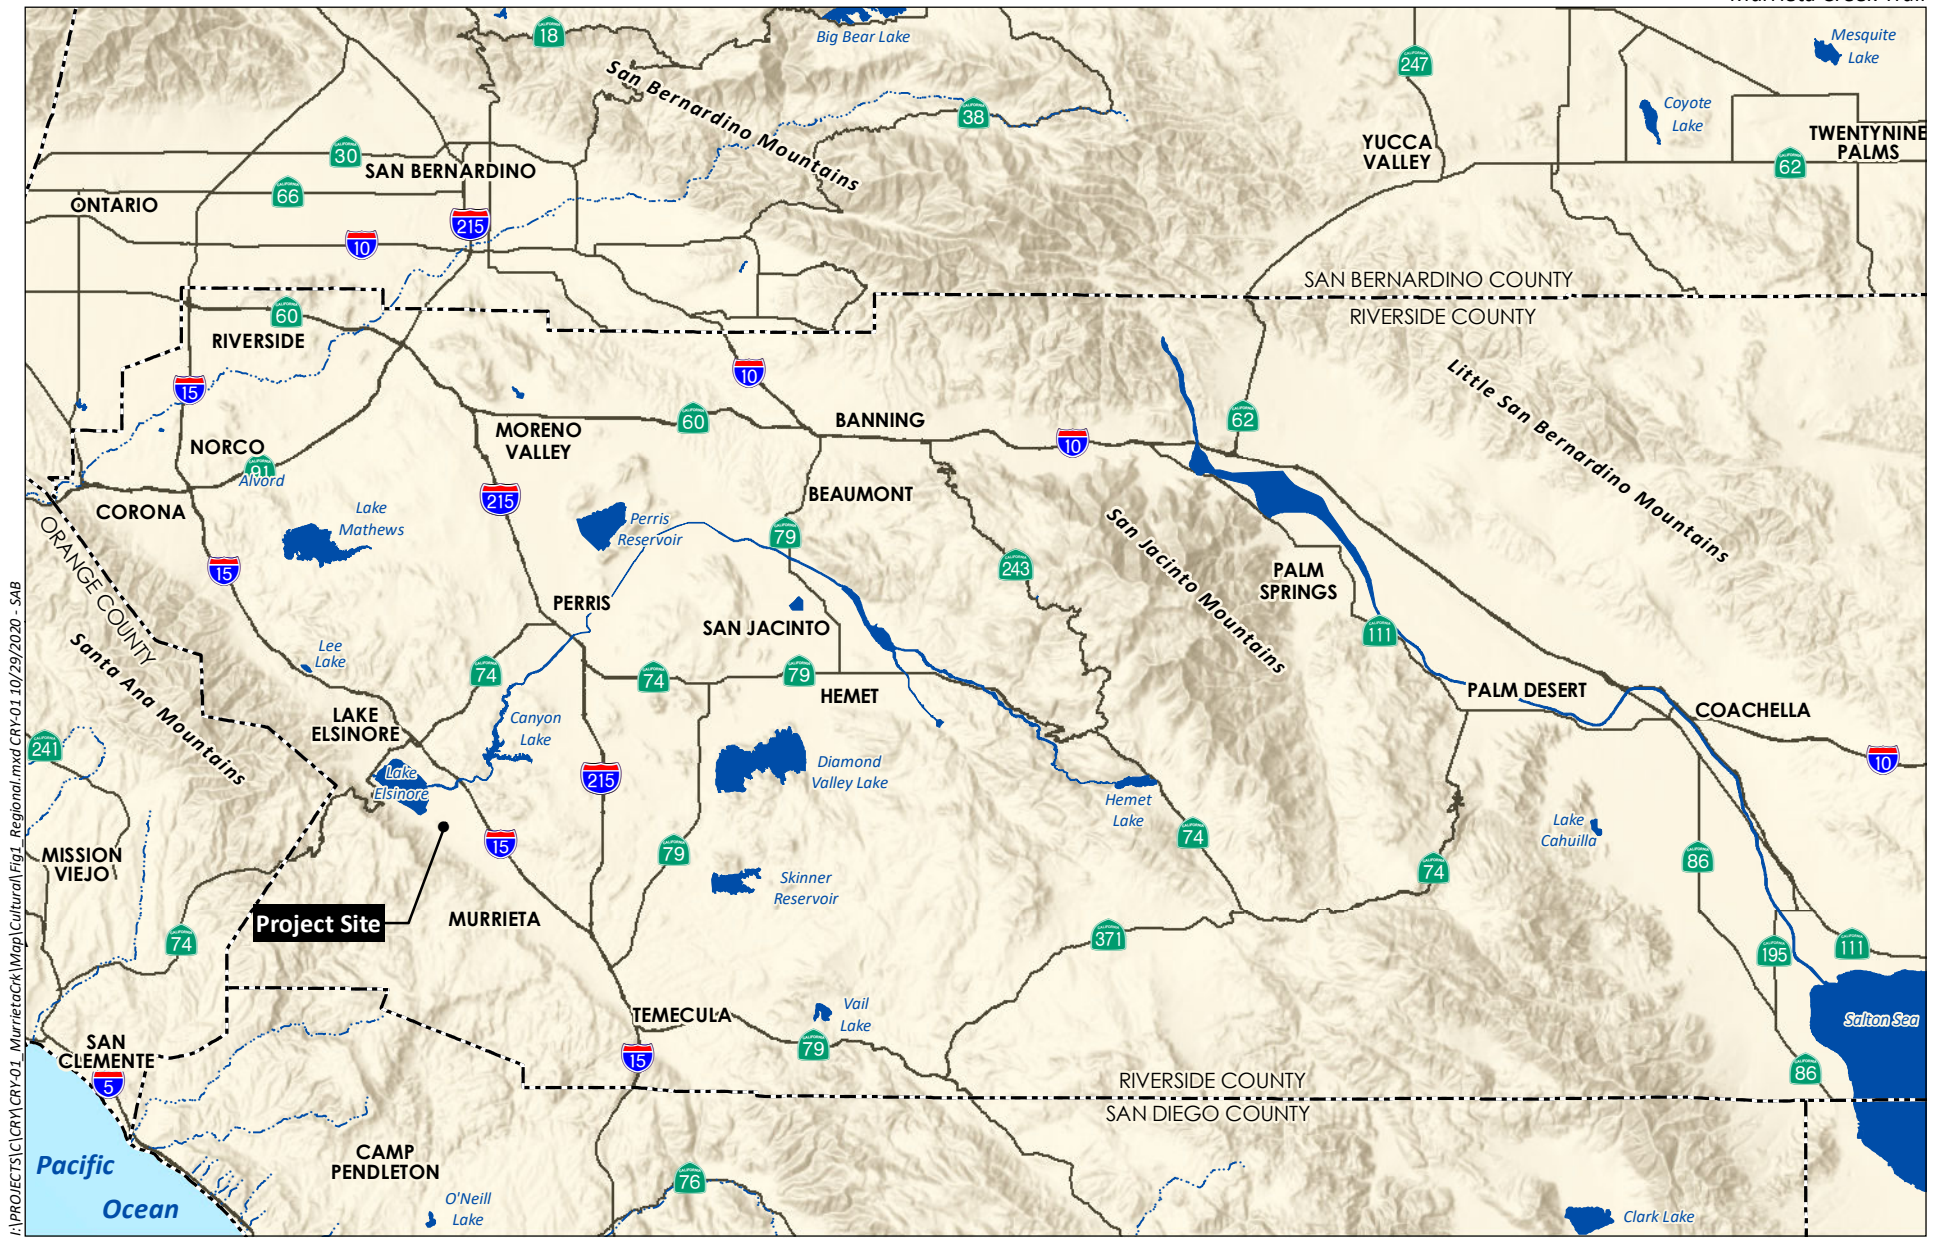 Murrieta Creek Trail
Big Bear Lake
18
247
Mesquite
Lake
San Bernardino Mountains
38
Coyote
Lake
30
SAN BERNARDINO
YUCCA
VALLEY
TWENTYNINE
PALMS
62
66
ONTARIO
215
10
SAN BERNARDINO COUNTY
RIVERSIDE COUNTY
60
RIVERSIDE
15
10
Little San Bernardino Mountains
60
BANNING
62
MORENO
VALLEY
10
NORCO
91
Alvord
215
BEAUMONT
CORONA
Lake
Mathews
Perris
Reservoir
79
ORANGE COUNTY
15
243
San Jacinto Mountains
PALM
SPRINGS
PERRIS
SAN JACINTO
111
Santa Ana Mountains
Lee
Lake
74
74
79
HEMET
PALM DESERT
COACHELLA
LAKE
ELSINORE
Canyon
Lake
241
Lake
Elsinore
215
Diamond
Valley Lake
10
Hemet
Lake
74
Lake
Cahuilla
15
79
86
MISSION
VIEJO
74
Skinner
Reservoir
Project Site
MURRIETA
74
371
195
111
Vail
Lake
TEMECULA
Salton Sea
79
SAN
CLEMENTE
5
15
86
RIVERSIDE COUNTY
SAN DIEGO COUNTY
CAMP
PENDLETON
Pacific
Ocean
76
O'Neill
Lake
Clark Lake
I:\PROJECTS\C\CRY\CRY-01_MurrietaCrk\Map\Cultural\Fig1_Regional.mxd CRY-01 10/29/2020 - SAB